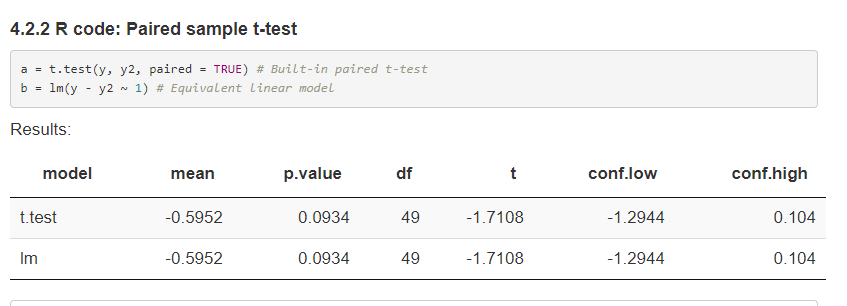 4.2.2 R code: Paired sample t-test
a = t.test(y, y2, paired = TRUE) # Built-in paired t-test
b = lm(y - y2 ~ 1) # Equivalent linear model
Results:
model mean p.value df t conf.low conf.high
t.test -0.5952 0.0934 49 -1.7108 -1.2944 0.104
lm -0.5952 0.0934 49 -1.7108 -1.2944 0.104